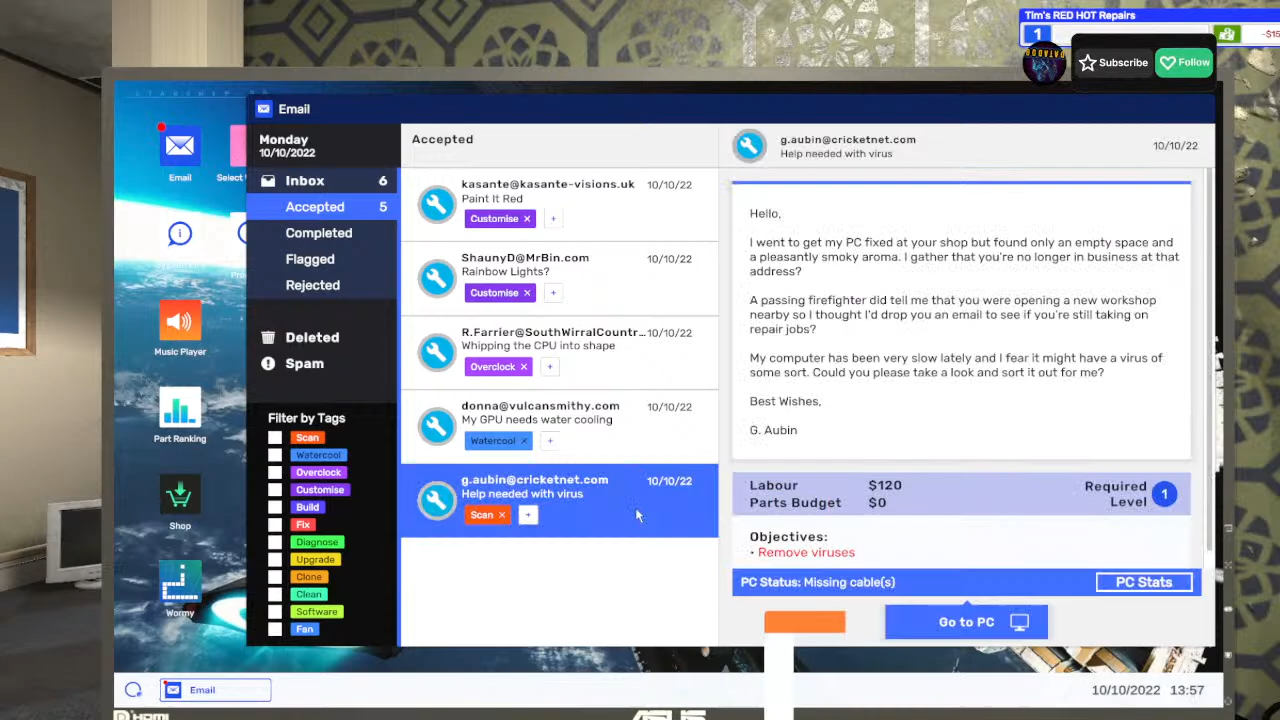 Tim's RED HOT Repairs
1
-$15
Subscribe
Follow
Email
Monday
10/10/2022
Inbox 6
Accepted 5
Completed
Flagged
Rejected
Deleted
Spam
Filter by Tags
Scan
Watercool
Overclock
Customise
Build
Fix
Diagnose
Upgrade
Clone
Clean
Software
Fan
Email
Music Player
Part Ranking
Shop
Wormy
Accepted
kasante@kasante-visions.uk 10/10/22
Paint It Red
Customise × +
ShaunyD@MrBin.com 10/10/22
Rainbow Lights?
Customise × +
R.Farrier@SouthWirralCountr... 10/10/22
Whipping the CPU into shape
Overclock × +
donna@vulcansmithy.com 10/10/22
My GPU needs water cooling
Watercool × +
g.aubin@cricketnet.com 10/10/22
Help needed with virus
Scan × +
g.aubin@cricketnet.com 10/10/22
Help needed with virus
Hello,
I went to get my PC fixed at your shop but found only an empty space and
a pleasantly smoky aroma. I gather that you're no longer in business at that
address?
A passing firefighter did tell me that you were opening a new workshop
nearby so I thought I'd drop you an email to see if you're still taking on
repair jobs?
My computer has been very slow lately and I fear it might have a virus of
some sort. Could you please take a look and sort it out for me?
Best Wishes,
G. Aubin
Labour $120
Parts Budget $0
Required
Level 1
Objectives:
• Remove viruses
PC Status: Missing cable(s) PC Stats
Go to PC
Email
10/10/2022 13:57
HDMI